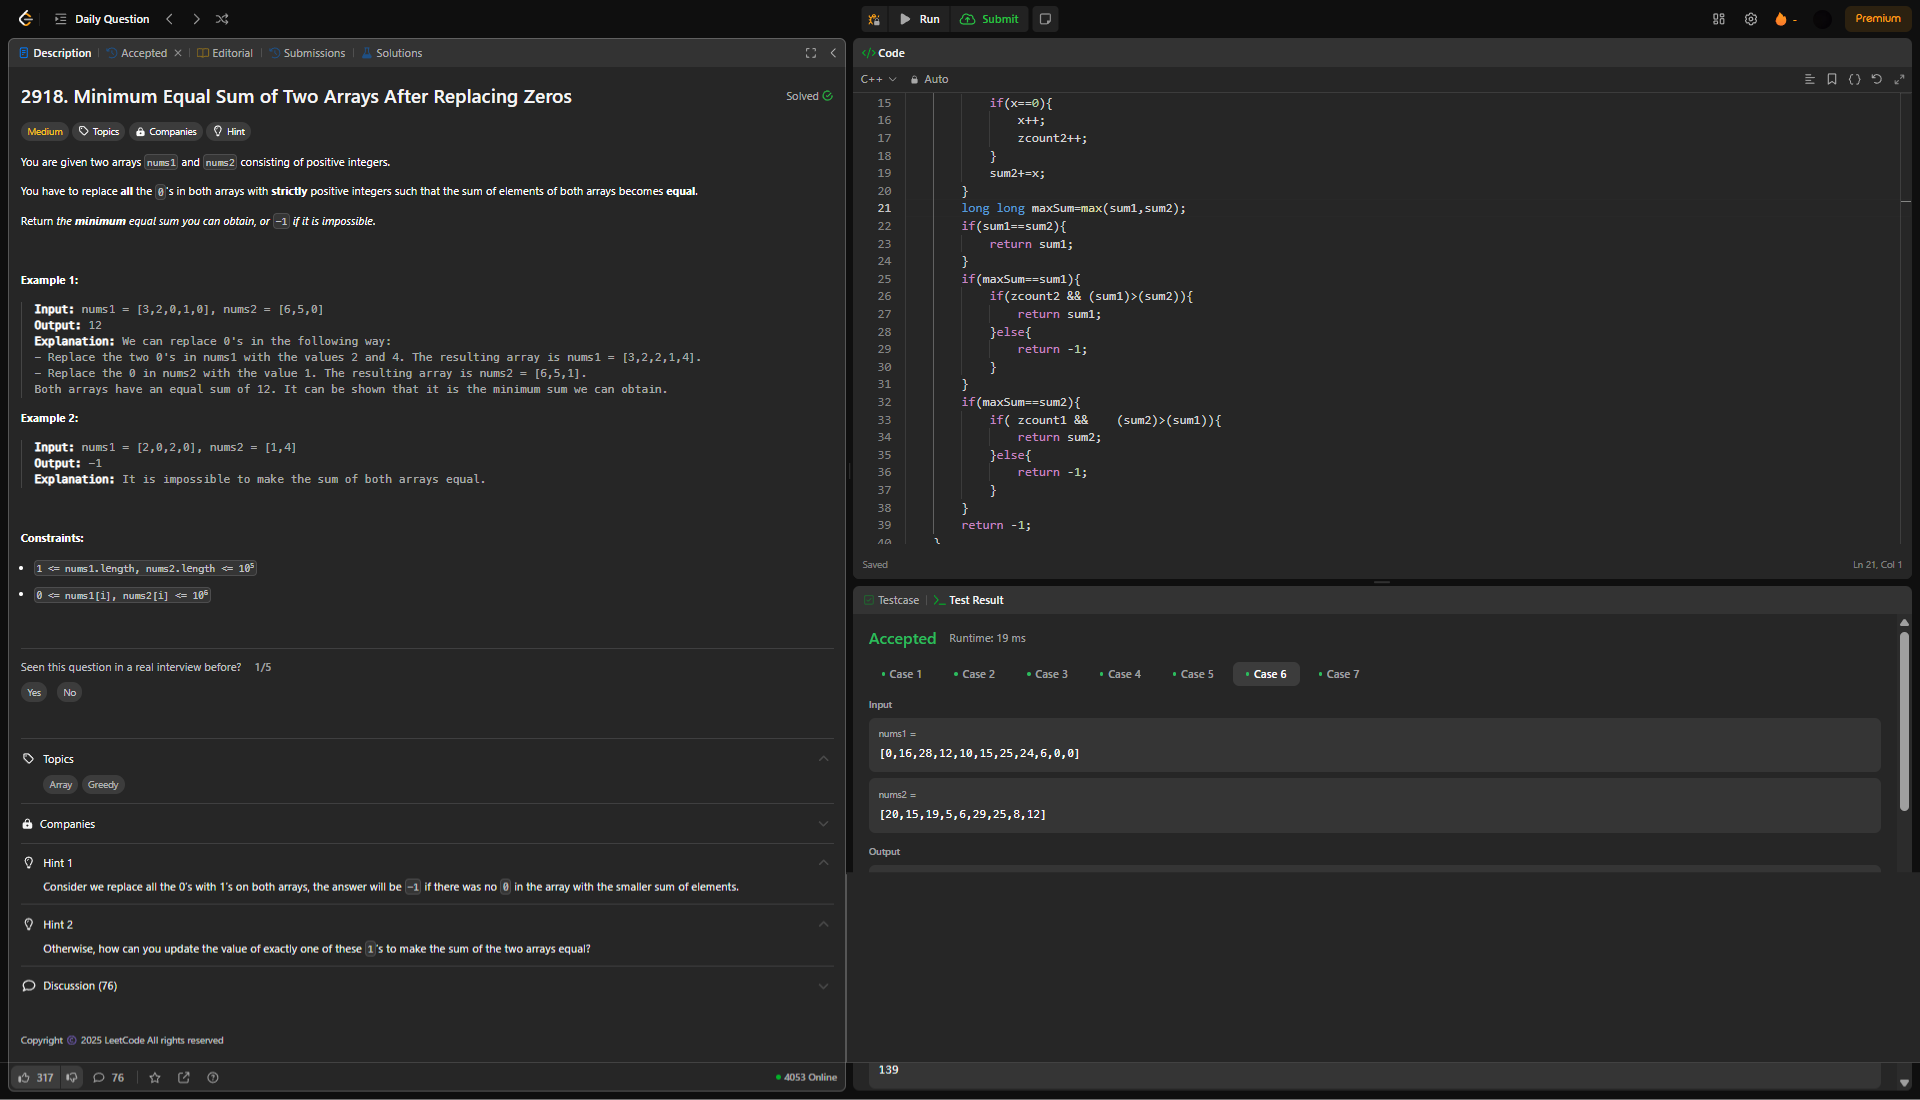 Daily Question
Run
Submit
-
Premium
Description
Accepted
Editorial
Submissions
Solutions
2918. Minimum Equal Sum of Two Arrays After Replacing Zeros
Solved
Medium
Topics
Companies
Hint
You are given two arrays nums1 and nums2 consisting of positive integers.
You have to replace all the 0's in both arrays with strictly positive integers such that the sum of elements of both arrays becomes equal.
Return the minimum equal sum you can obtain, or -1 if it is impossible.
Example 1:
Input: nums1 = [3,2,0,1,0], nums2 = [6,5,0]
Output: 12
Explanation: We can replace 0's in the following way:
- Replace the two 0's in nums1 with the values 2 and 4. The resulting array is nums1 = [3,2,2,1,4].
- Replace the 0 in nums2 with the value 1. The resulting array is nums2 = [6,5,1].
Both arrays have an equal sum of 12. It can be shown that it is the minimum sum we can obtain.
Example 2:
Input: nums1 = [2,0,2,0], nums2 = [1,4]
Output: -1
Explanation: It is impossible to make the sum of both arrays equal.
Constraints:
• 1 <= nums1.length, nums2.length <= 10⁵
• 0 <= nums1[i], nums2[i] <= 10⁶
Seen this question in a real interview before? 1/5
Yes
No
Topics
Array
Greedy
Companies
Hint 1
Consider we replace all the 0's with 1's on both arrays, the answer will be -1 if there was no 0 in the array with the smaller sum of elements.
Hint 2
Otherwise, how can you update the value of exactly one of these 1's to make the sum of the two arrays equal?
Discussion (76)
Copyright © 2025 LeetCode All rights reserved
317
76
4053 Online
</> Code
C++
Auto
15 if(x==0){
16 x++;
17 zcount2++;
18 }
19 sum2+=x;
20 }
21 long long maxSum=max(sum1,sum2);
22 if(sum1==sum2){
23 return sum1;
24 }
25 if(maxSum==sum1){
26 if(zcount2 && (sum1)>(sum2)){
27 return sum1;
28 }else{
29 return -1;
30 }
31 }
32 if(maxSum==sum2){
33 if( zcount1 &&    (sum2)>(sum1)){
34 return sum2;
35 }else{
36 return -1;
37 }
38 }
39 return -1;
40 }
Saved
Ln 21, Col 1
Testcase
Test Result
Accepted
Runtime: 19 ms
Case 1
Case 2
Case 3
Case 4
Case 5
Case 6
Case 7
Input
nums1 =
[0,16,28,12,10,15,25,24,6,0,0]
nums2 =
[20,15,19,5,6,29,25,8,12]
Output
139